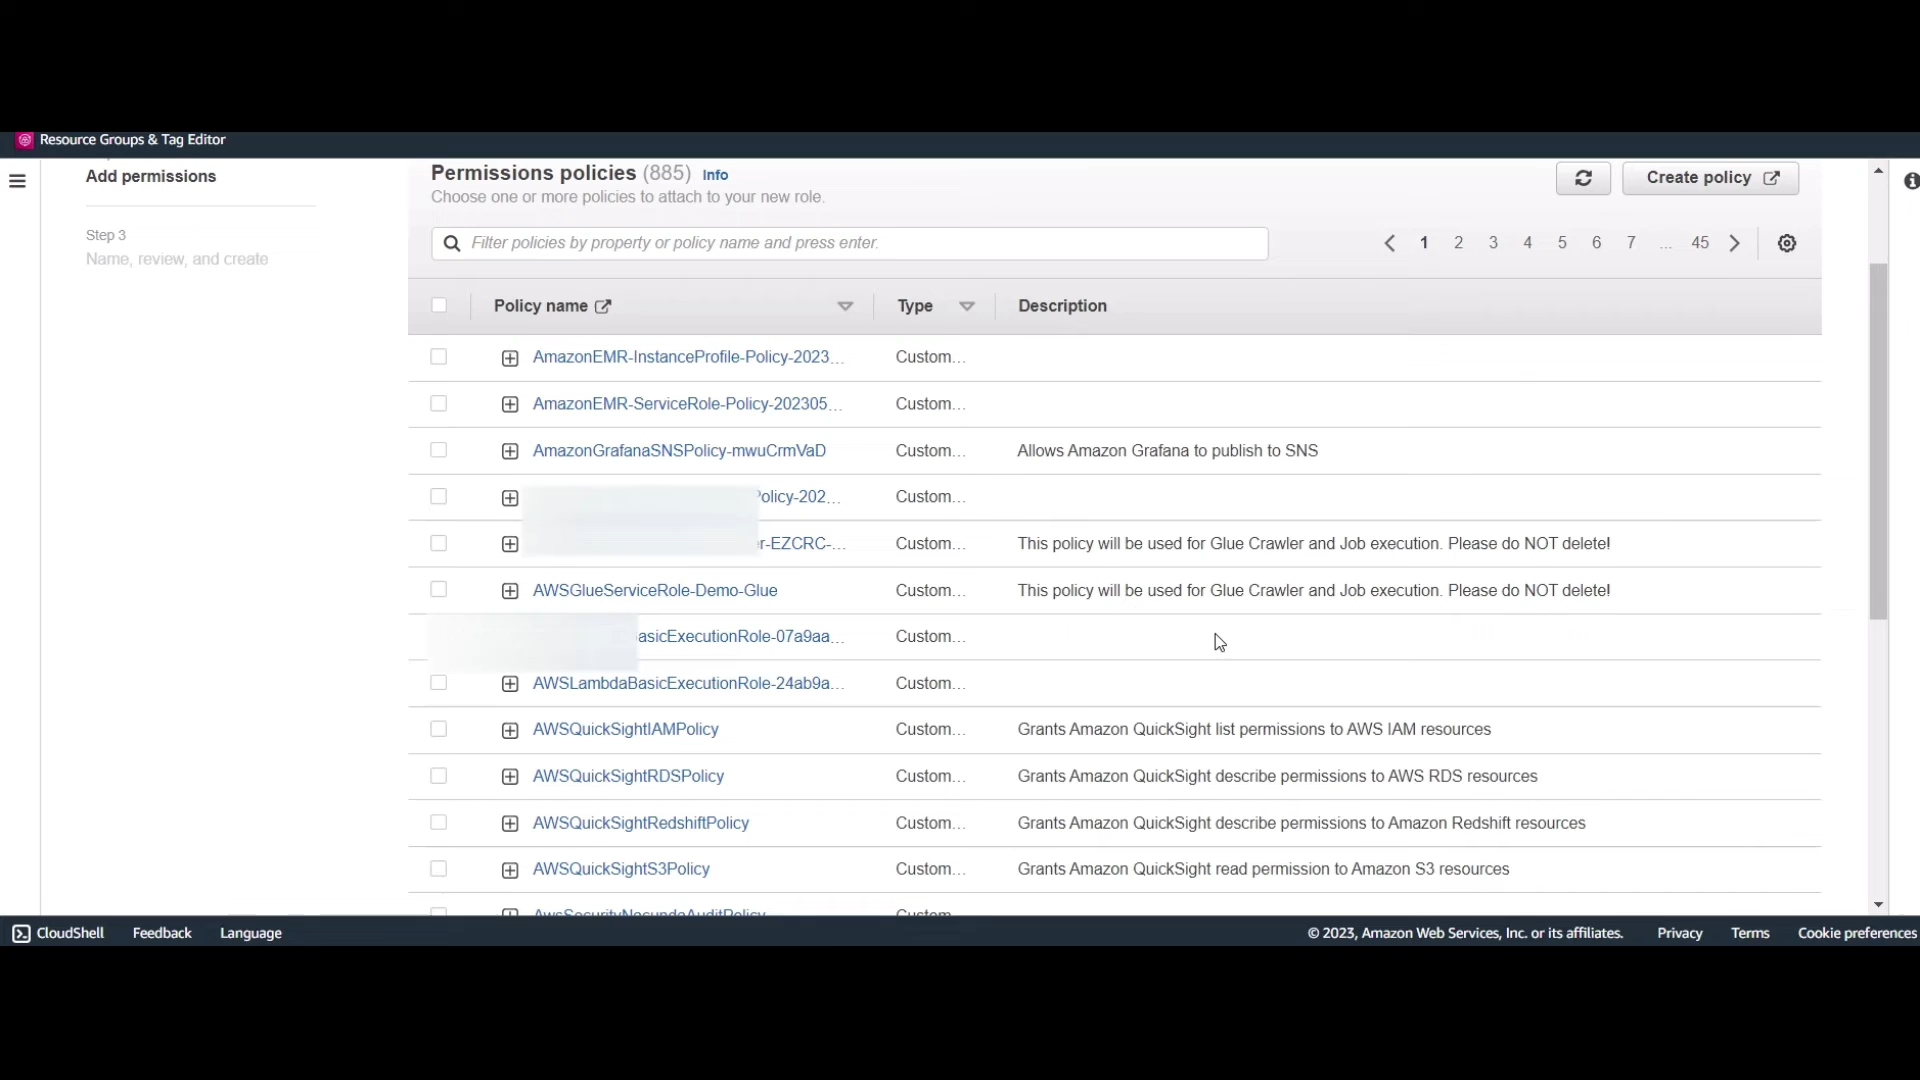 Resource Groups & Tag Editor
Add permissions
Step 3
Name, review, and create
Permissions policies (885) Info
Choose one or more policies to attach to your new role.
Create policy
Filter policies by property or policy name and press enter.
1 2 3 4 5 6 7 ... 45
Policy name Type Description
AmazonEMR-InstanceProfile-Policy-2023... Custom...
AmazonEMR-ServiceRole-Policy-202305... Custom...
AmazonGrafanaSNSPolicy-mwuCrmVaD Custom... Allows Amazon Grafana to publish to SNS
Policy-202... Custom...
r-EZCRC-... Custom... This policy will be used for Glue Crawler and Job execution. Please do NOT delete!
AWSGlueServiceRole-Demo-Glue Custom... This policy will be used for Glue Crawler and Job execution. Please do NOT delete!
asicExecutionRole-07a9aa... Custom...
AWSLambdaBasicExecutionRole-24ab9a... Custom...
AWSQuickSightIAMPolicy Custom... Grants Amazon QuickSight list permissions to AWS IAM resources
AWSQuickSightRDSPolicy Custom... Grants Amazon QuickSight describe permissions to AWS RDS resources
AWSQuickSightRedshiftPolicy Custom... Grants Amazon QuickSight describe permissions to Amazon Redshift resources
AWSQuickSightS3Policy Custom... Grants Amazon QuickSight read permission to Amazon S3 resources
Custom
CloudShell Feedback Language © 2023, Amazon Web Services, Inc. or its affiliates. Privacy Terms Cookie preferences